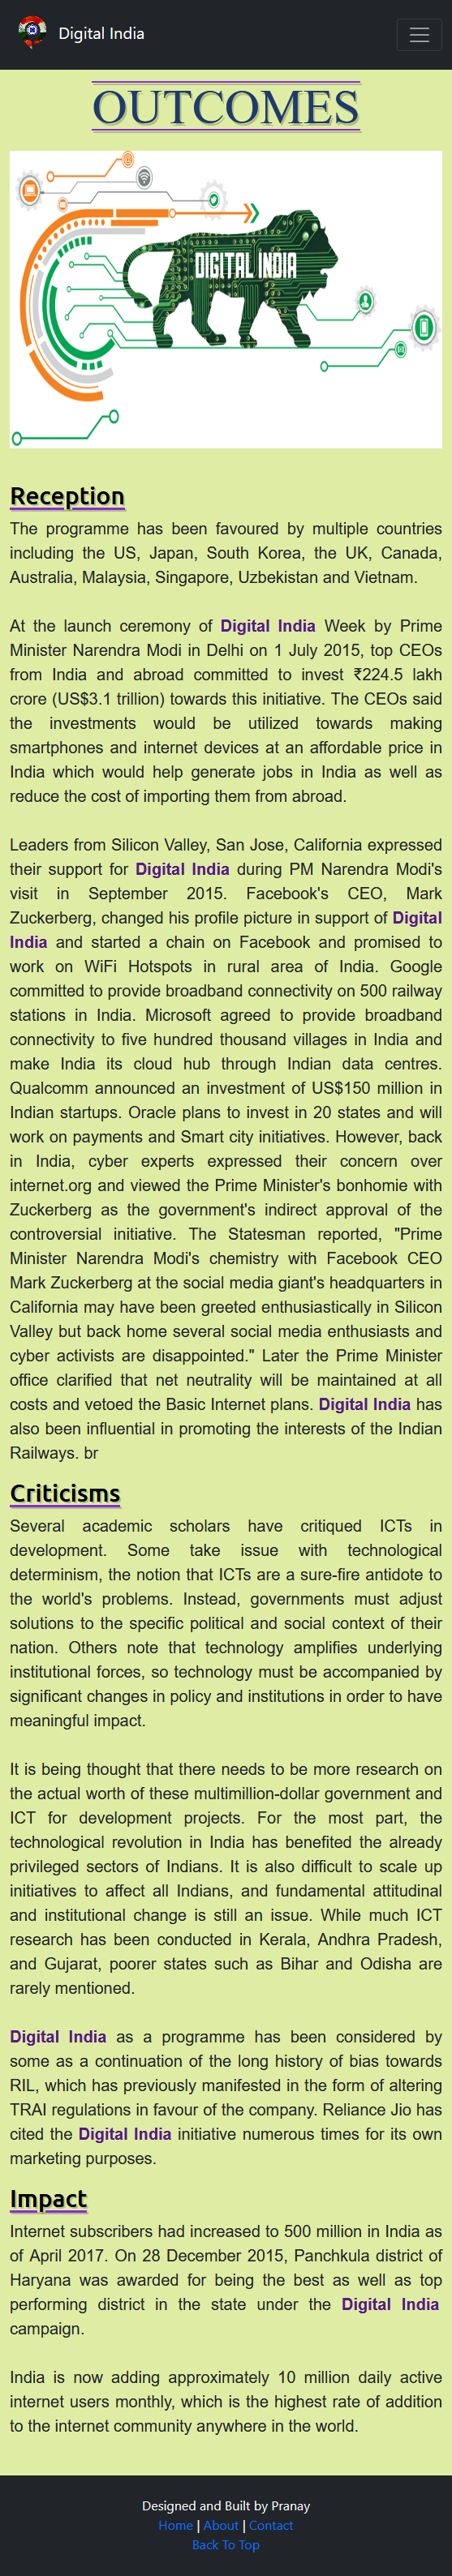 Digital India
OUTCOMES
DIGITAL INDIA
Reception
The programme has been favoured by multiple countries
including the US, Japan, South Korea, the UK, Canada,
Australia, Malaysia, Singapore, Uzbekistan and Vietnam.
At the launch ceremony of Digital India Week by Prime
Minister Narendra Modi in Delhi on 1 July 2015, top CEOs
from India and abroad committed to invest ₹224.5 lakh
crore (US$3.1 trillion) towards this initiative. The CEOs said
the investments would be utilized towards making
smartphones and internet devices at an affordable price in
India which would help generate jobs in India as well as
reduce the cost of importing them from abroad.
Leaders from Silicon Valley, San Jose, California expressed
their support for Digital India during PM Narendra Modi's
visit in September 2015. Facebook's CEO, Mark
Zuckerberg, changed his profile picture in support of Digital
India and started a chain on Facebook and promised to
work on WiFi Hotspots in rural area of India. Google
committed to provide broadband connectivity on 500 railway
stations in India. Microsoft agreed to provide broadband
connectivity to five hundred thousand villages in India and
make India its cloud hub through Indian data centres.
Qualcomm announced an investment of US$150 million in
Indian startups. Oracle plans to invest in 20 states and will
work on payments and Smart city initiatives. However, back
in India, cyber experts expressed their concern over
internet.org and viewed the Prime Minister's bonhomie with
Zuckerberg as the government's indirect approval of the
controversial initiative. The Statesman reported, "Prime
Minister Narendra Modi's chemistry with Facebook CEO
Mark Zuckerberg at the social media giant's headquarters in
California may have been greeted enthusiastically in Silicon
Valley but back home several social media enthusiasts and
cyber activists are disappointed." Later the Prime Minister
office clarified that net neutrality will be maintained at all
costs and vetoed the Basic Internet plans. Digital India has
also been influential in promoting the interests of the Indian
Railways. br
Criticisms
Several academic scholars have critiqued ICTs in
development. Some take issue with technological
determinism, the notion that ICTs are a sure-fire antidote to
the world's problems. Instead, governments must adjust
solutions to the specific political and social context of their
nation. Others note that technology amplifies underlying
institutional forces, so technology must be accompanied by
significant changes in policy and institutions in order to have
meaningful impact.
It is being thought that there needs to be more research on
the actual worth of these multimillion-dollar government and
ICT for development projects. For the most part, the
technological revolution in India has benefited the already
privileged sectors of Indians. It is also difficult to scale up
initiatives to affect all Indians, and fundamental attitudinal
and institutional change is still an issue. While much ICT
research has been conducted in Kerala, Andhra Pradesh,
and Gujarat, poorer states such as Bihar and Odisha are
rarely mentioned.
Digital India as a programme has been considered by
some as a continuation of the long history of bias towards
RIL, which has previously manifested in the form of altering
TRAI regulations in favour of the company. Reliance Jio has
cited the Digital India initiative numerous times for its own
marketing purposes.
Impact
Internet subscribers had increased to 500 million in India as
of April 2017. On 28 December 2015, Panchkula district of
Haryana was awarded for being the best as well as top
performing district in the state under the Digital India
campaign.
India is now adding approximately 10 million daily active
internet users monthly, which is the highest rate of addition
to the internet community anywhere in the world.
Designed and Built by Pranay
Home | About | Contact
Back To Top